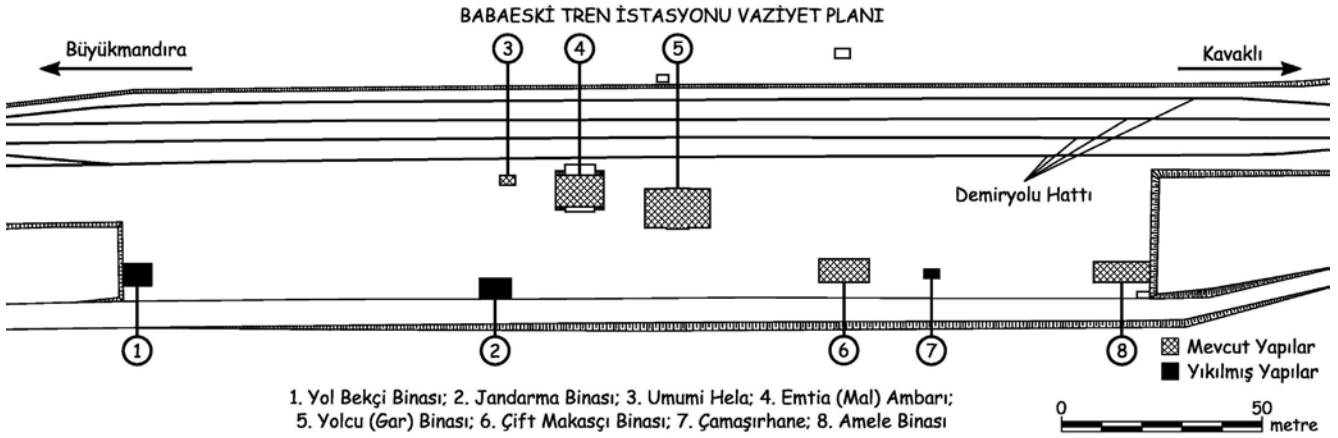 BABAESKİ TREN İSTASYONU VAZİYET PLANI
Büyükmandıra
3
4
5
Kavaklı
Demiryolu Hattı
1
2
6
7
8
Mevcut Yapılar
Yıkılmış Yapılar
1. Yol Bekçi Binası; 2. Jandarma Binası; 3. Umumi Hela; 4. Emtia (Mal) Ambarı;
5. Yolcu (Gar) Binası; 6. Çift Makasçı Binası; 7. Çamaşırhane; 8. Amele Binası
0 50
metre